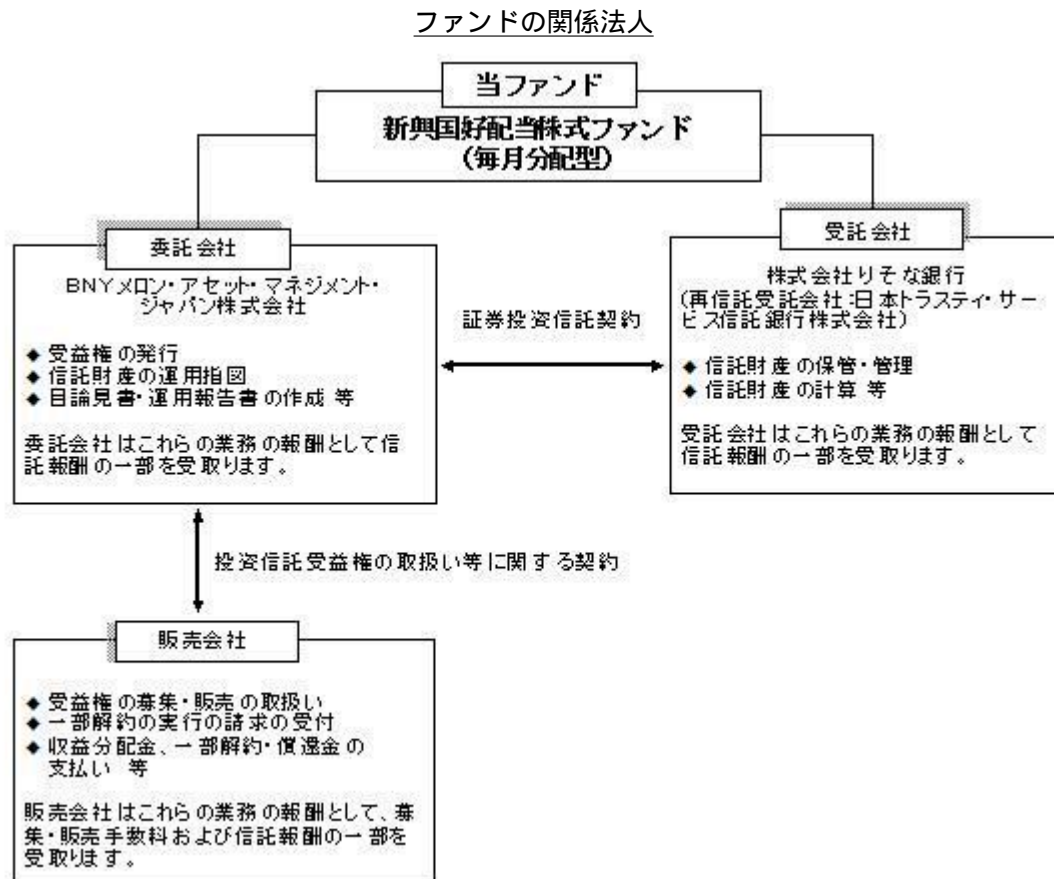 ファンドの関係法人
当ファンド
新興国好配当株式ファンド
(毎月分配型)
委託会社
BNYメロン・アセット・マネジメント・
ジャパン株式会社
◆ 受益権の発行
◆ 信託財産の運用指図
◆ 目論見書・運用報告書の作成 等
委託会社はこれらの業務の報酬として信
託報酬の一部を受取ります。
証券投資信託契約
受託会社
株式会社りそな銀行
(再信託受託会社:日本トラスティ・サー
ビス信託銀行株式会社)
◆ 信託財産の保管・管理
◆ 信託財産の計算 等
受託会社はこれらの業務の報酬として
信託報酬の一部を受取ります。
投資信託受益権の取扱い等に関する契約
販売会社
◆ 受益権の募集・販売の取扱い
◆ 一部解約の実行の請求の受付
◆ 収益分配金、一部解約・償還金の
支払い 等
販売会社はこれらの業務の報酬として、募
集・販売手数料および信託報酬の一部を
受取ります。